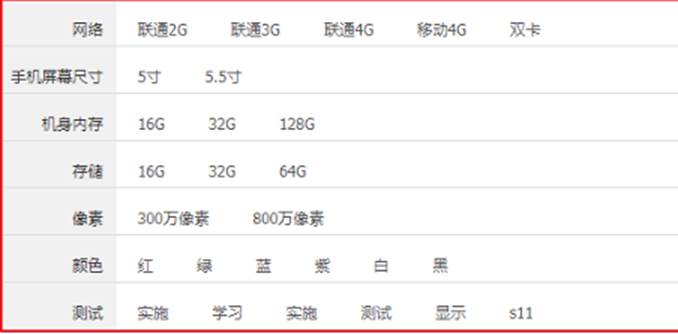 网络 联通2G 联通3G 联通4G 移动4G 双卡
手机屏幕尺寸 5寸 5.5寸
机身内存 16G 32G 128G
存储 16G 32G 64G
像素 300万像素 800万像素
颜色 红 绿 蓝 紫 白 黑
测试 实施 学习 实施 测试 显示 s11